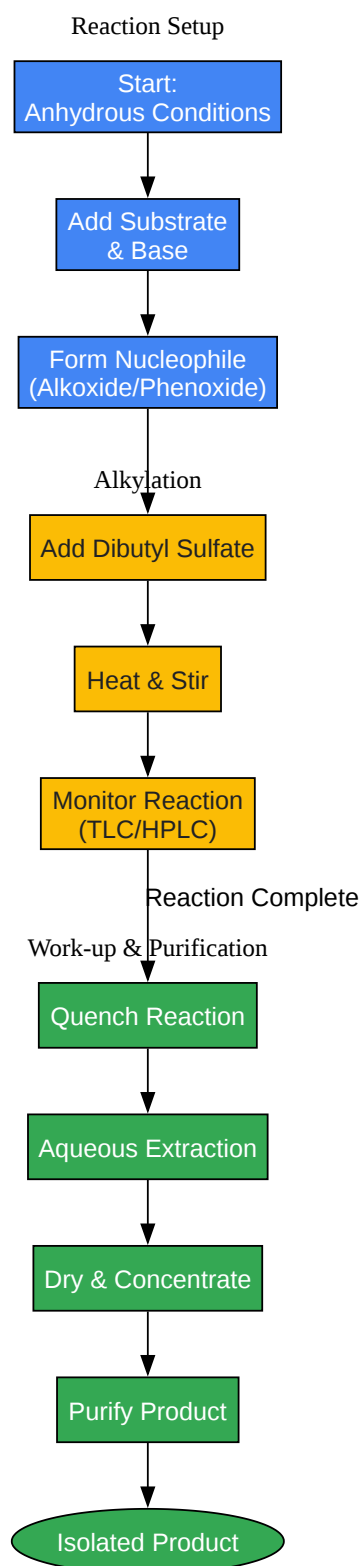 Reaction Setup
Start:
Anhydrous Conditions
Add Substrate
& Base
Form Nucleophile
(Alkoxide/Phenoxide)
Alkylation
Add Dibutyl Sulfate
Heat & Stir
Monitor Reaction
(TLC/HPLC)
Reaction Complete
Work-up & Purification
Quench Reaction
Aqueous Extraction
Dry & Concentrate
Purify Product
Isolated Product